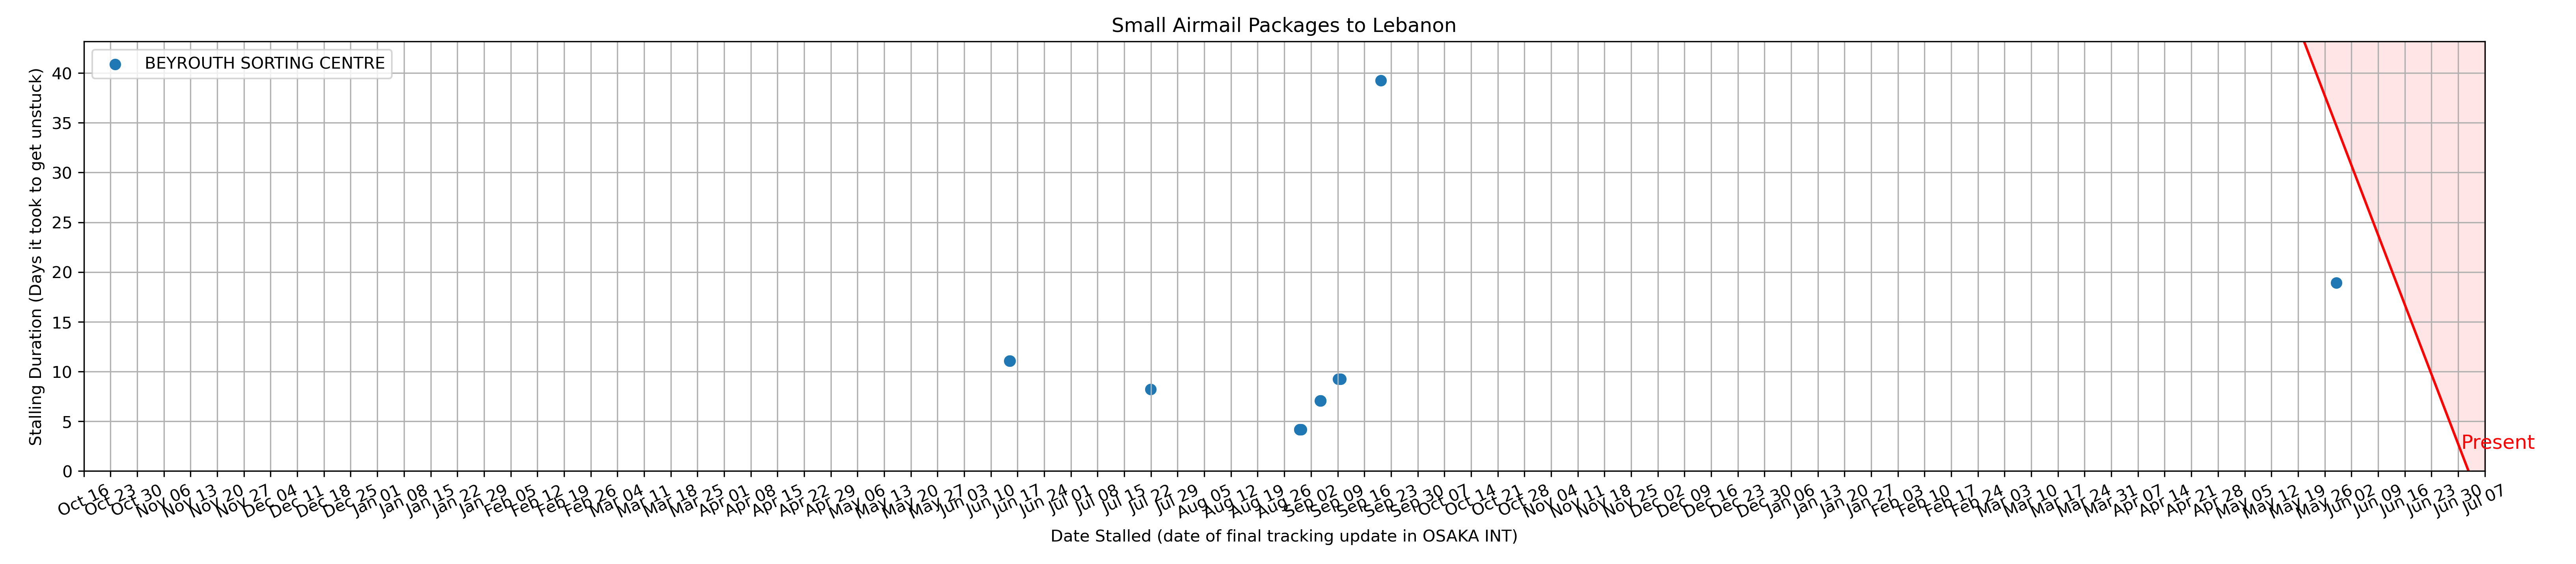 Small Airmail Packages to Lebanon
BEYROUTH SORTING CENTRE
Stalling Duration (Days it took to get unstuck)
40
35
30
25
20
15
10
5
0
Present
Oct 16
Oct 23
Oct 30
Nov 06
Nov 13
Nov 20
Nov 27
Dec 04
Dec 11
Dec 18
Dec 25
Jan 01
Jan 08
Jan 15
Jan 22
Jan 29
Feb 05
Feb 12
Feb 19
Feb 26
Mar 04
Mar 11
Mar 18
Mar 25
Apr 01
Apr 08
Apr 15
Apr 22
Apr 29
May 06
May 13
May 20
May 27
Jun 03
Jun 10
Jun 17
Jun 24
Jul 01
Jul 08
Jul 15
Jul 22
Jul 29
Aug 05
Aug 12
Aug 19
Aug 26
Sep 02
Sep 09
Sep 16
Sep 23
Sep 30
Oct 07
Oct 14
Oct 21
Oct 28
Nov 04
Nov 11
Nov 18
Nov 25
Dec 02
Dec 09
Dec 16
Dec 23
Dec 30
Jan 06
Jan 13
Jan 20
Jan 27
Feb 03
Feb 10
Feb 17
Feb 24
Mar 03
Mar 10
Mar 17
Mar 24
Mar 31
Apr 07
Apr 14
Apr 21
Apr 28
May 05
May 12
May 19
May 26
Jun 02
Jun 09
Jun 16
Jun 23
Jun 30
Jul 07
Date Stalled (date of final tracking update in OSAKA INT)